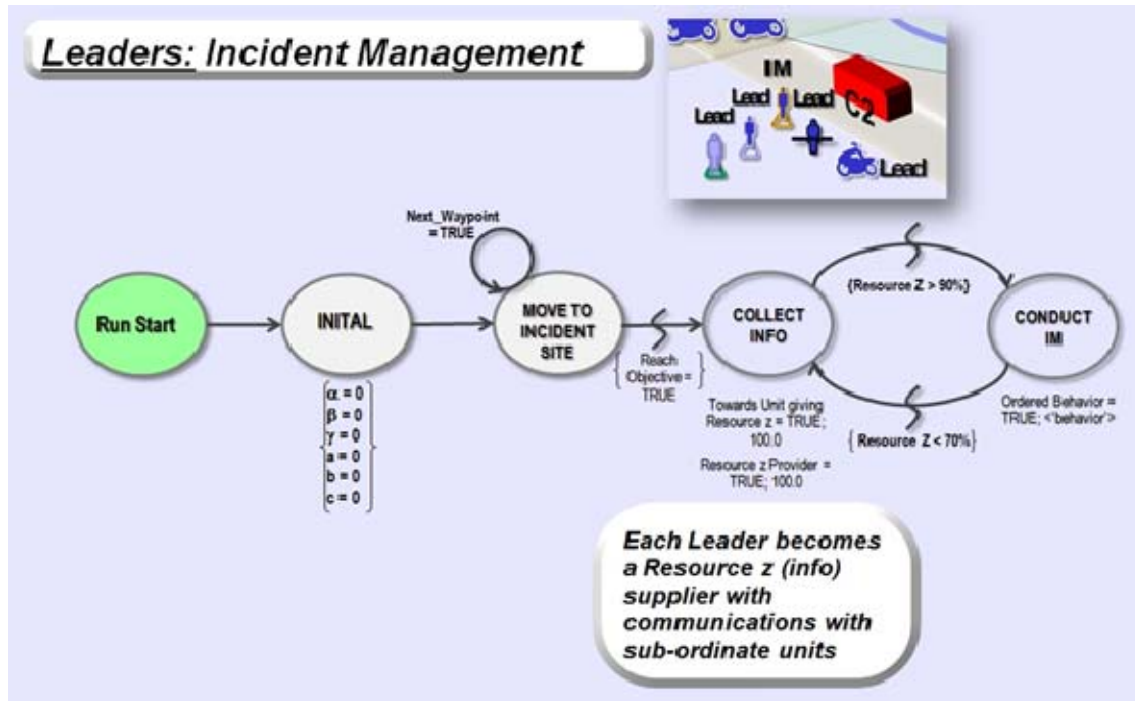 Leaders: Incident Management
IM
Lead
Lead
Lead
C2
Lead
Next_Waypoint
= TRUE
Run Start
INITAL
MOVE TO
INCIDENT
SITE
{ Reach
Objective =
TRUE }
COLLECT
INFO
{Resource Z > 90%}
CONDUCT
IM
α = 0
β = 0
γ = 0
a = 0
b = 0
c = 0
Towards Unit giving
Resource z = TRUE;
100.0
Resource z Provider =
TRUE; 100.0
{ Resource Z < 70%}
Ordered Behavior =
TRUE; <'behavior'>
Each Leader becomes
a Resource z (info)
supplier with
communications with
sub-ordinate units